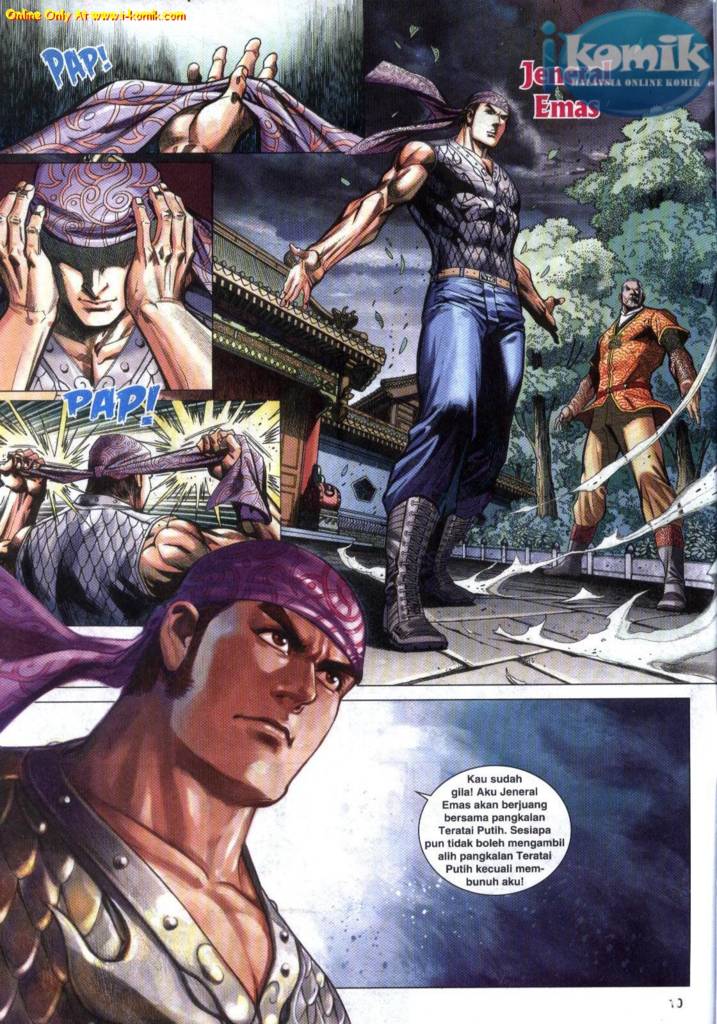 Online Only At www.i-komik.com
ikomik
MALAYSIA ONLINE KOMIK
PAP!
Jeneral
Emas
PAP!
Kau sudah
gila! Aku Jeneral
Emas akan berjuang
bersama pangkalan
Teratai Putih. Sesiapa
pun tidak boleh mengambil
alih pangkalan Teratai
Putih kecuali mem-
bunuh aku!
10